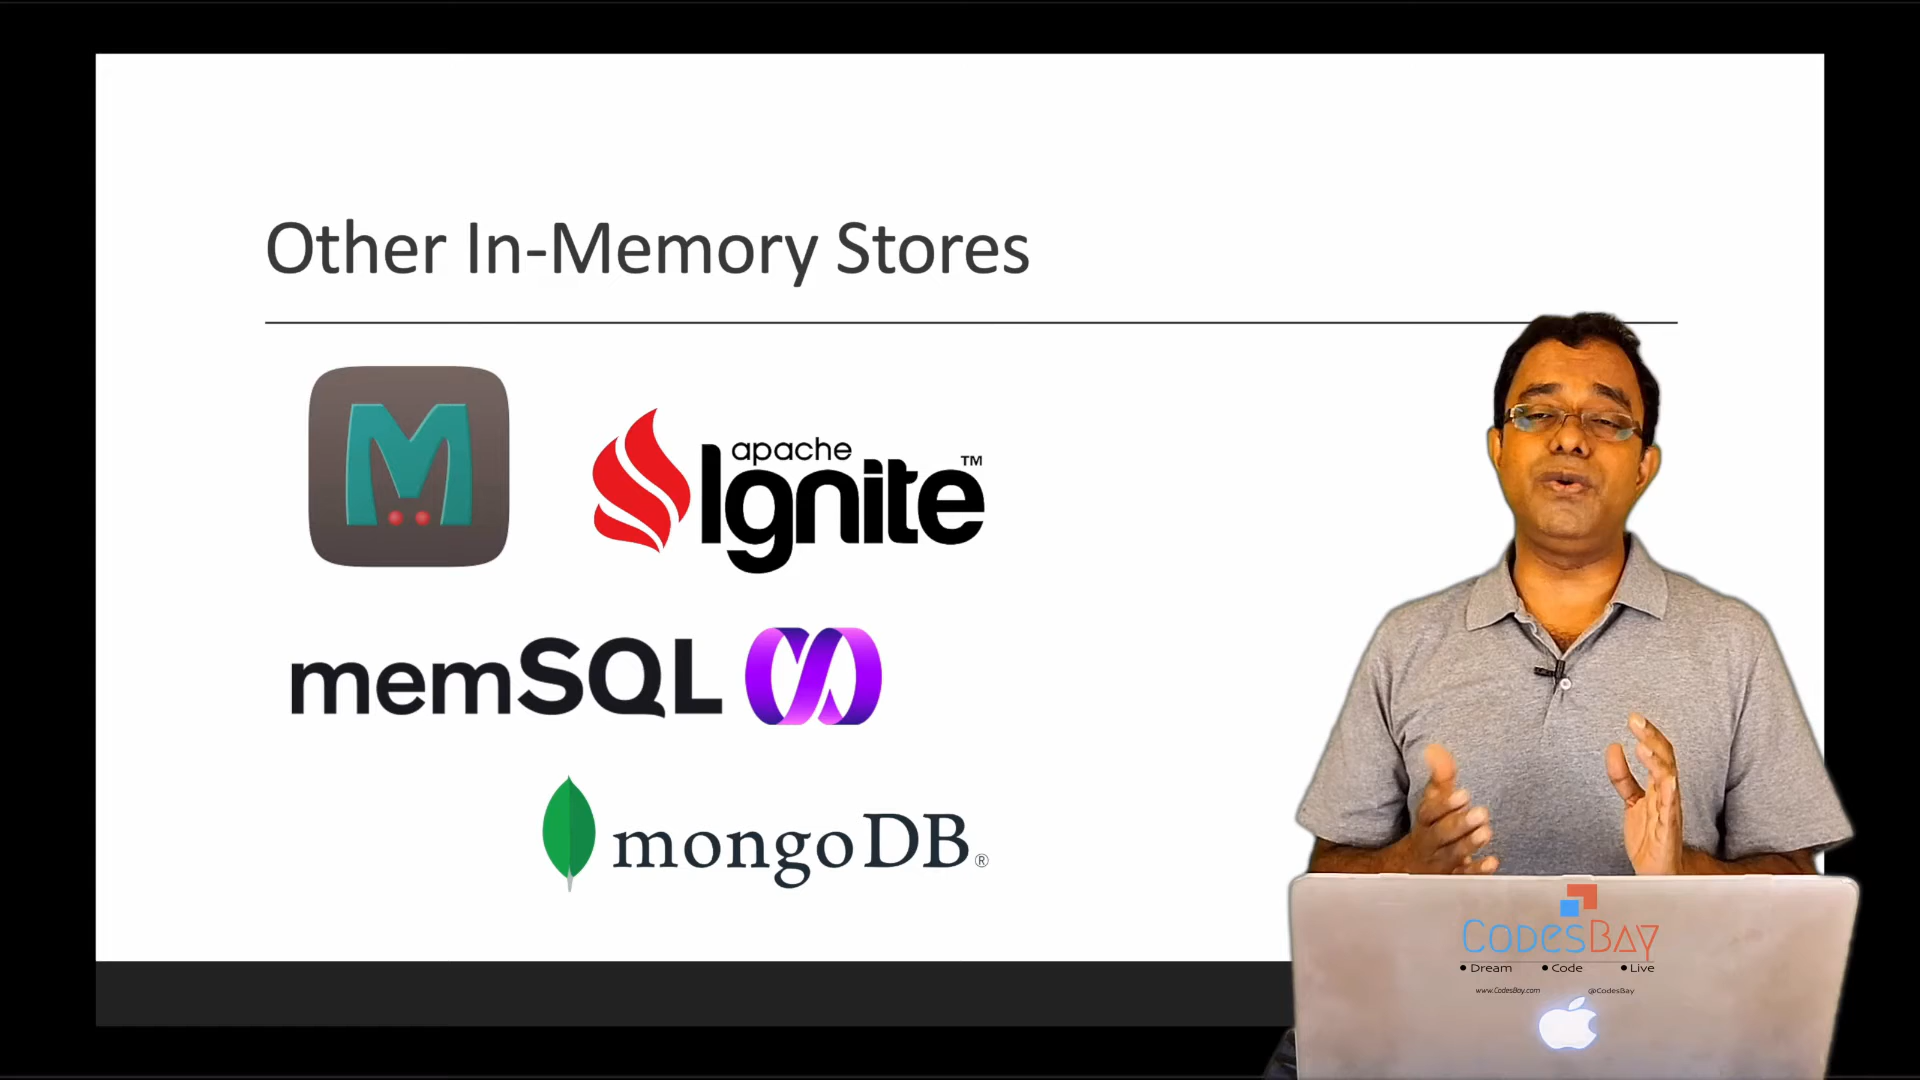 Other In-Memory Stores
M
apache
Ignite™
memSQL
mongoDB®
CodesBay
• Dream • Code • Live
www.CodesBay.com @CodesBay